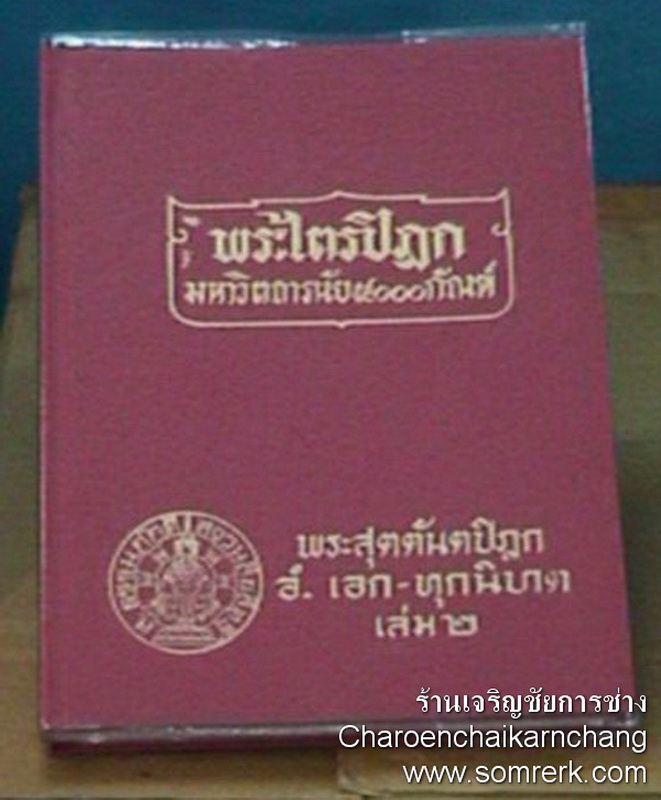 พระไตรปิฎก
มหาวิตถารนัย๕๐๐๐กัณฑ์
พระสุตตันตปิฎก
อํ. เอก-ทุกนิบาต
เล่ม๒
ร้านเจริญชัยการช่าง
Charoenchaikarnchang
www.somrerk.com